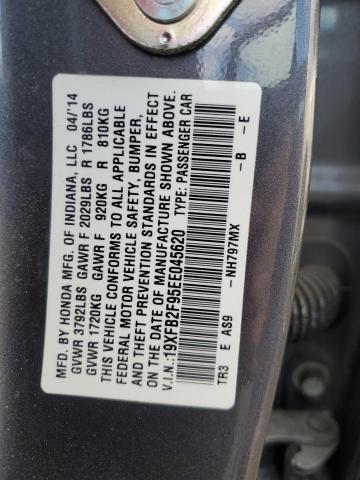 MFD. BY HONDA MFG. OF INDIANA, LLC 04/'14
GVWR 3792LBS GAWR F 2029LBS R 1786LBS
GVWR 1720KG GAWR F 920KG R 810KG
THIS VEHICLE CONFORMS TO ALL APPLICABLE
FEDERAL MOTOR VEHICLE SAFETY, BUMPER,
AND THEFT PREVENTION STANDARDS IN EFFECT
ON THE DATE OF MANUFACTURE SHOWN ABOVE.
V.I.N.:19XFB2F95EE045620 TYPE: PASSENGER CAR
TR3 E AS9 -NH797MX -B -E